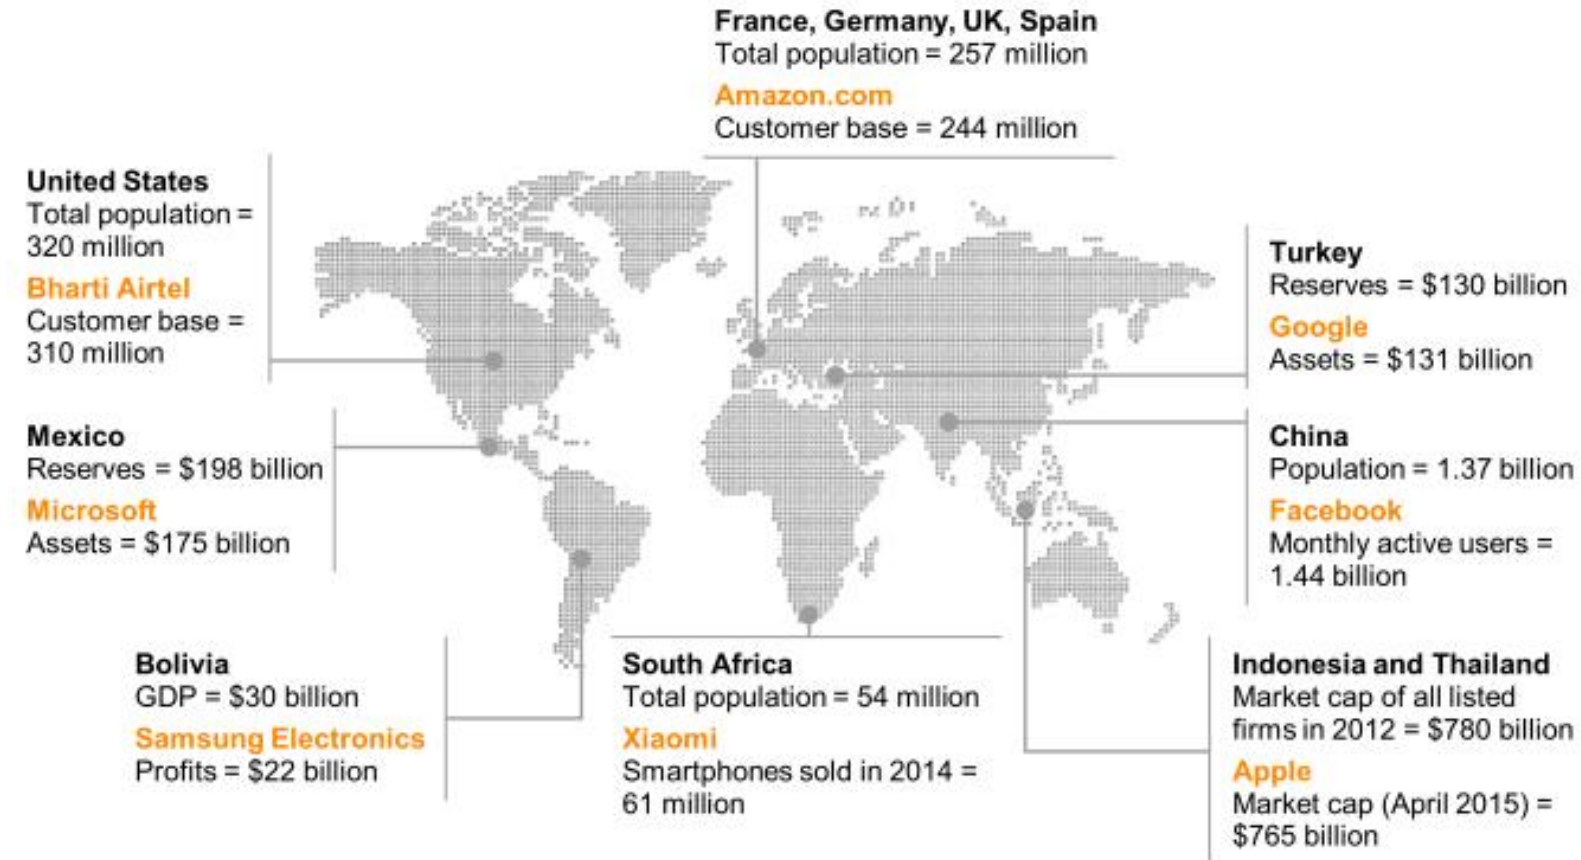 France, Germany, UK, Spain
Total population = 257 million
Amazon.com
Customer base = 244 million
United States
Total population =
320 million
Bharti Airtel
Customer base =
310 million
Turkey
Reserves = $130 billion
Google
Assets = $131 billion
Mexico
Reserves = $198 billion
Microsoft
Assets = $175 billion
China
Population = 1.37 billion
Facebook
Monthly active users =
1.44 billion
Bolivia
GDP = $30 billion
Samsung Electronics
Profits = $22 billion
South Africa
Total population = 54 million
Xiaomi
Smartphones sold in 2014 =
61 million
Indonesia and Thailand
Market cap of all listed
firms in 2012 = $780 billion
Apple
Market cap (April 2015) =
$765 billion